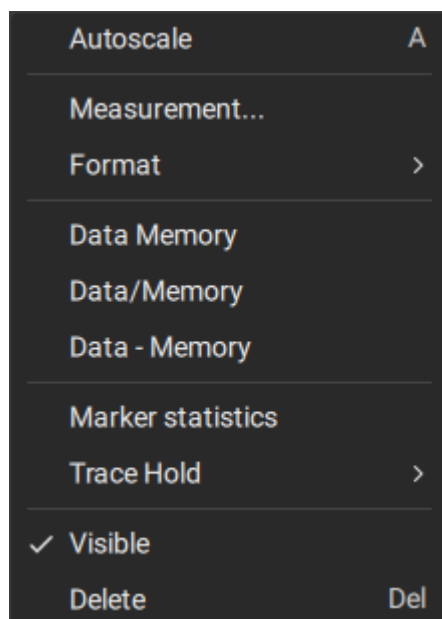 Autoscale A
Measurement...
Format
Data Memory
Data/Memory
Data - Memory
Marker statistics
Trace Hold
Visible
Delete Del